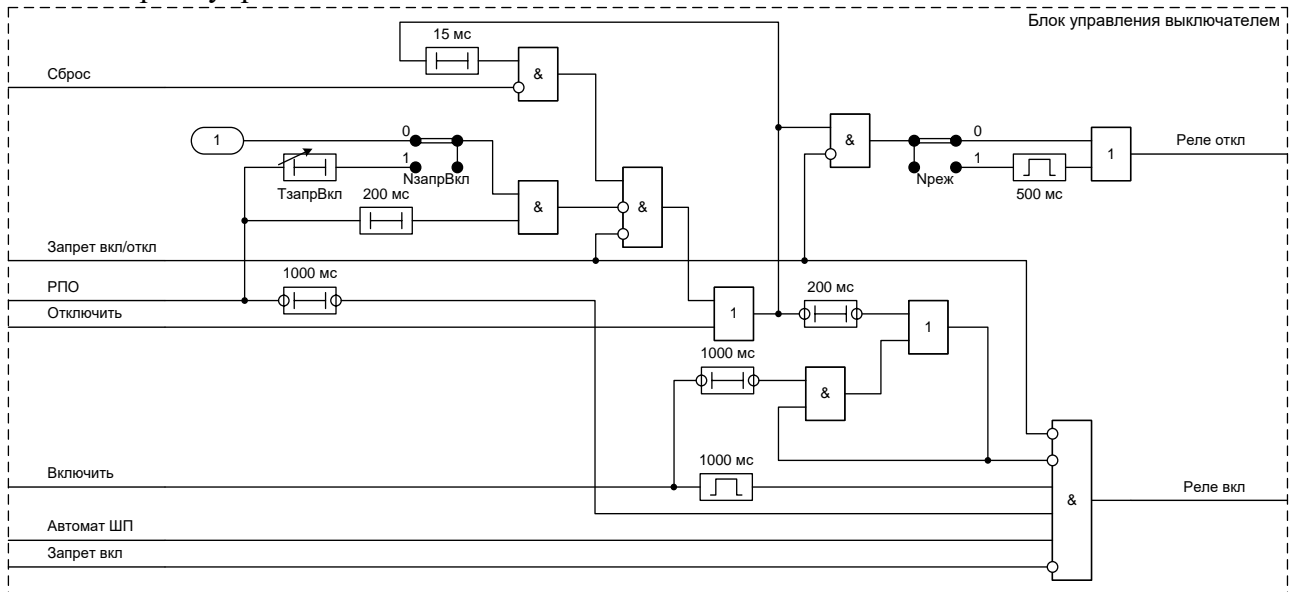 Блок управления выключателем
15 мс
Сброс
&
1
0
&
0
1
Реле откл
1
NзапрВкл
1
TзапрВкл
Nреж
500 мс
200 мс
&
&
Запрет вкл/откл
1000 мс
РПО
200 мс
Отключить
1
1
1000 мс
&
Включить
1000 мс
Реле вкл
&
Автомат ШП
Запрет вкл